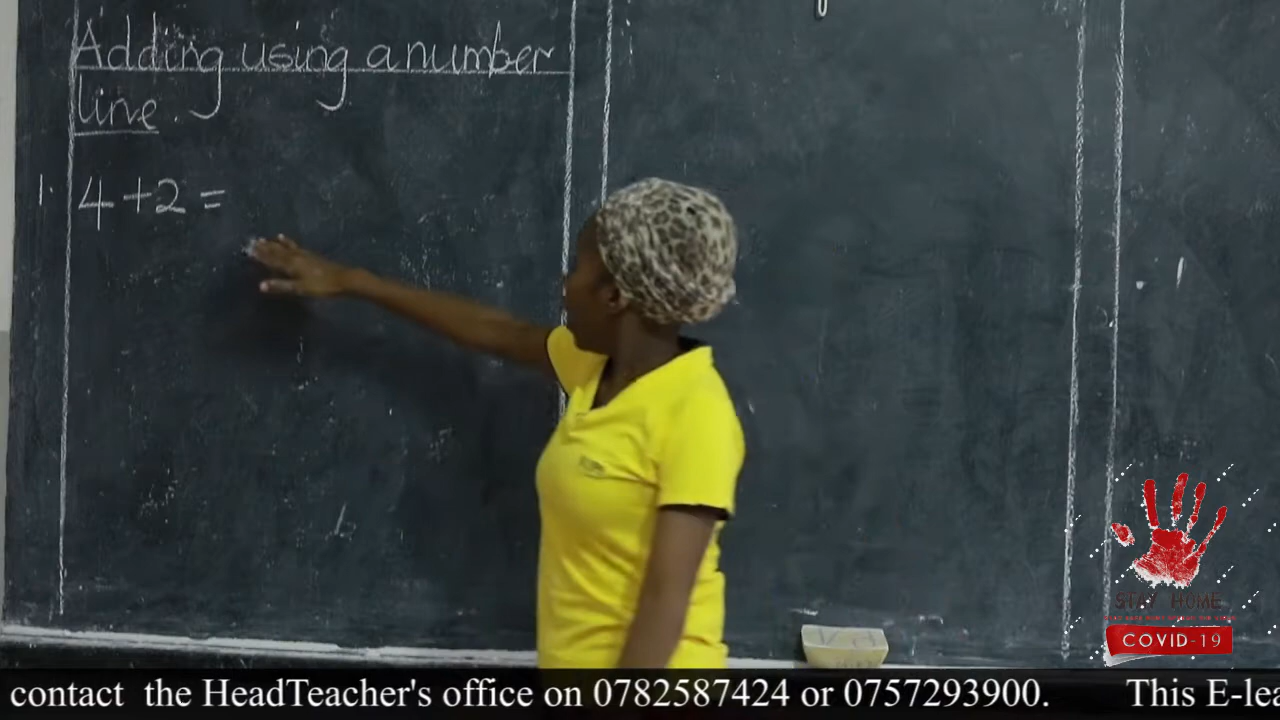 Adding using a number
line.
1. 4+2=
STAY HOME
COVID-19
contact the HeadTeacher's office on 0782587424 or 0757293900. This E-lea